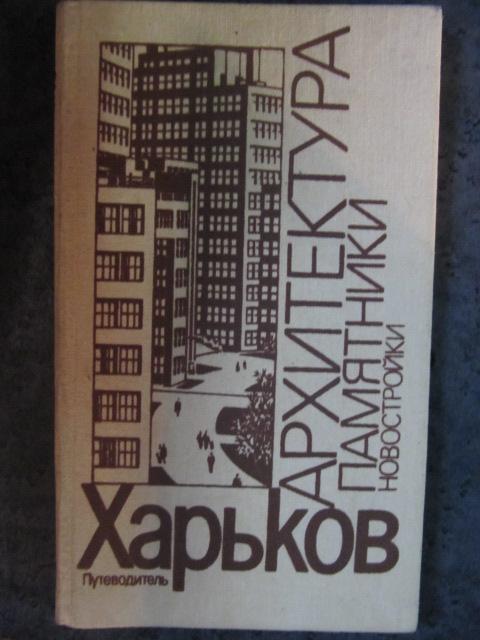 АРХИТЕКТУРА
ПАМЯТНИКИ
НОВОСТРОЙКИ
Харьков
Путеводитель